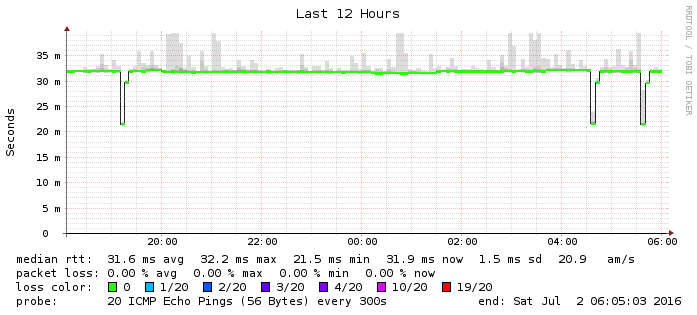 Last 12 Hours
RRDTOOL / TOBI OETIKER
Seconds
35 m
30 m
25 m
20 m
15 m
10 m
5 m
0
20:00 22:00 00:00 02:00 04:00 06:00
median rtt: 31.6 ms avg 32.2 ms max 21.5 ms min 31.9 ms now 1.5 ms sd 20.9 am/s
packet loss: 0.00 % avg 0.00 % max 0.00 % min 0.00 % now
loss color: 0 1/20 2/20 3/20 4/20 10/20 19/20
probe: 20 ICMP Echo Pings (56 Bytes) every 300s end: Sat Jul 2 06:05:03 2016